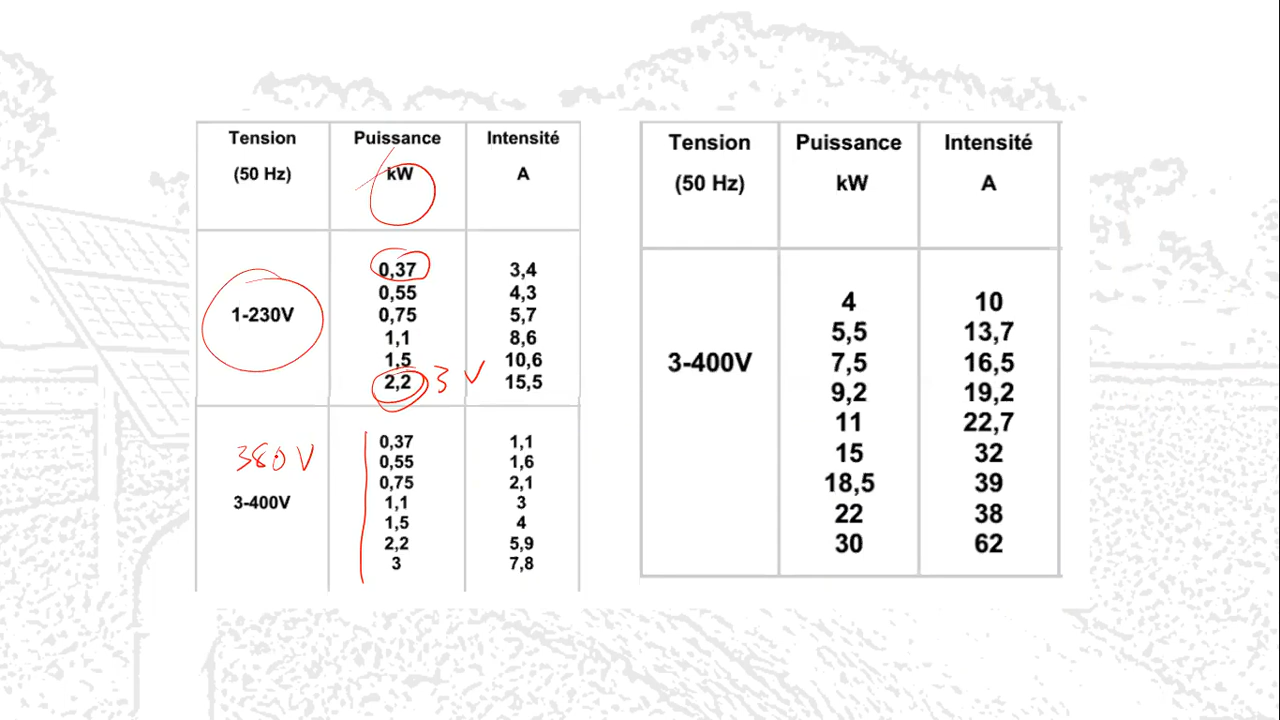 Tension Puissance Intensité
(50 Hz) kW A
0,37 3,4
0,55 4,3
1-230V 0,75 5,7
1,1 8,6
1,5 10,6
2,2 3 V 15,5
0,37 1,1
380 V 0,55 1,6
0,75 2,1
3-400V 1,1 3
1,5 4
2,2 5,9
3 7,8
Tension Puissance Intensité
(50 Hz) kW A
4 10
5,5 13,7
3-400V 7,5 16,5
9,2 19,2
11 22,7
15 32
18,5 39
22 38
30 62